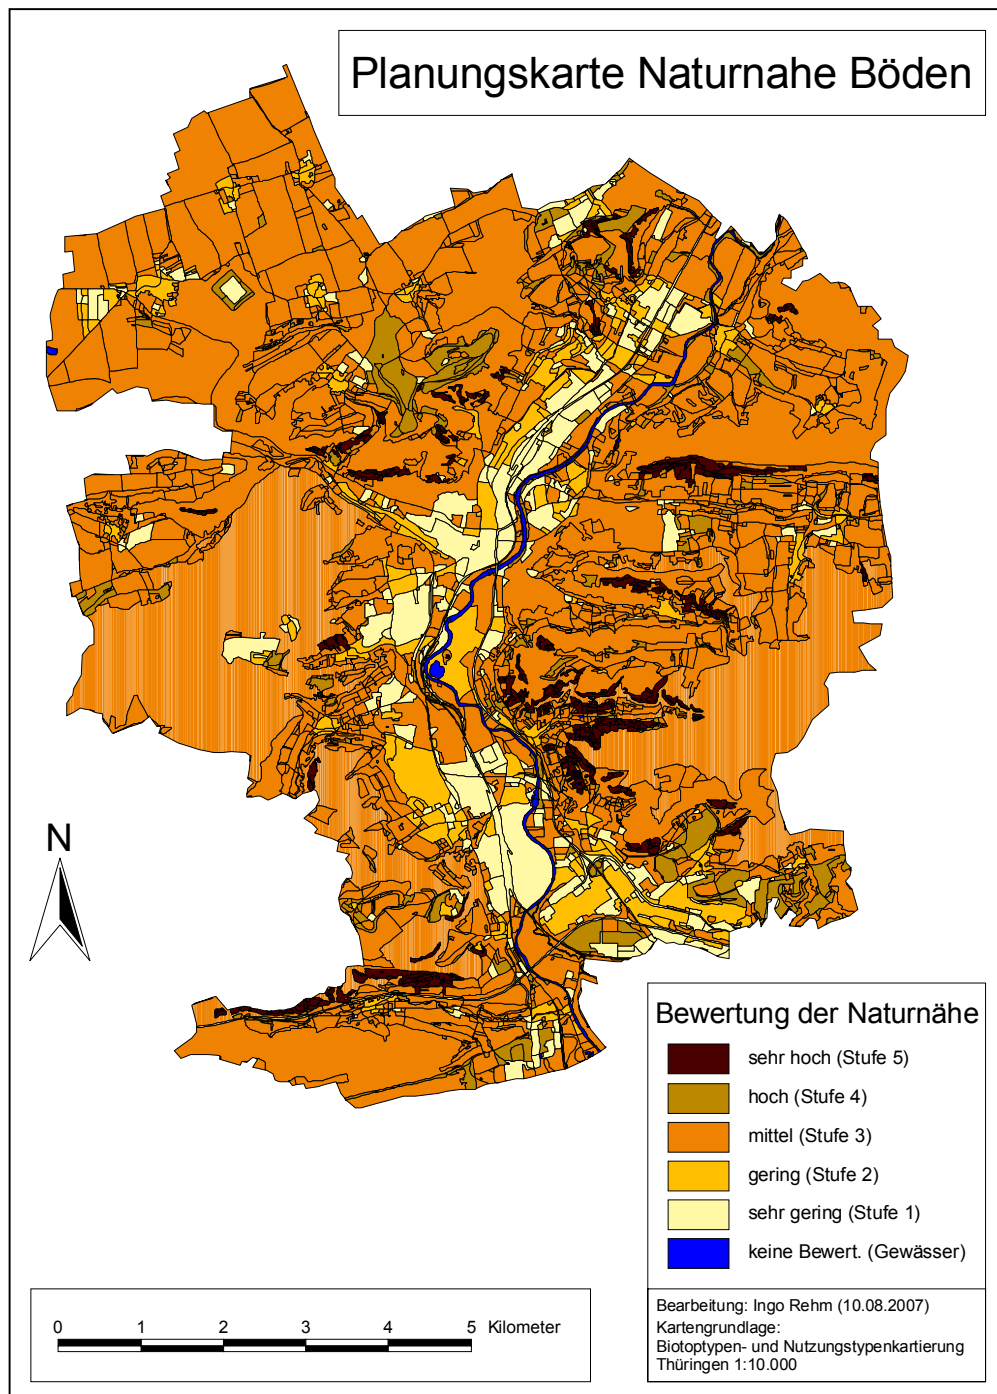 Planungskarte Naturnahe Böden
N
Bewertung der Naturnähe
sehr hoch (Stufe 5)
hoch (Stufe 4)
mittel (Stufe 3)
gering (Stufe 2)
sehr gering (Stufe 1)
keine Bewert. (Gewässer)
Bearbeitung: Ingo Rehm (10.08.2007)
Kartengrundlage:
Biotoptypen- und Nutzungstypenkartierung
Thüringen 1:10.000
0 1 2 3 4 5 Kilometer